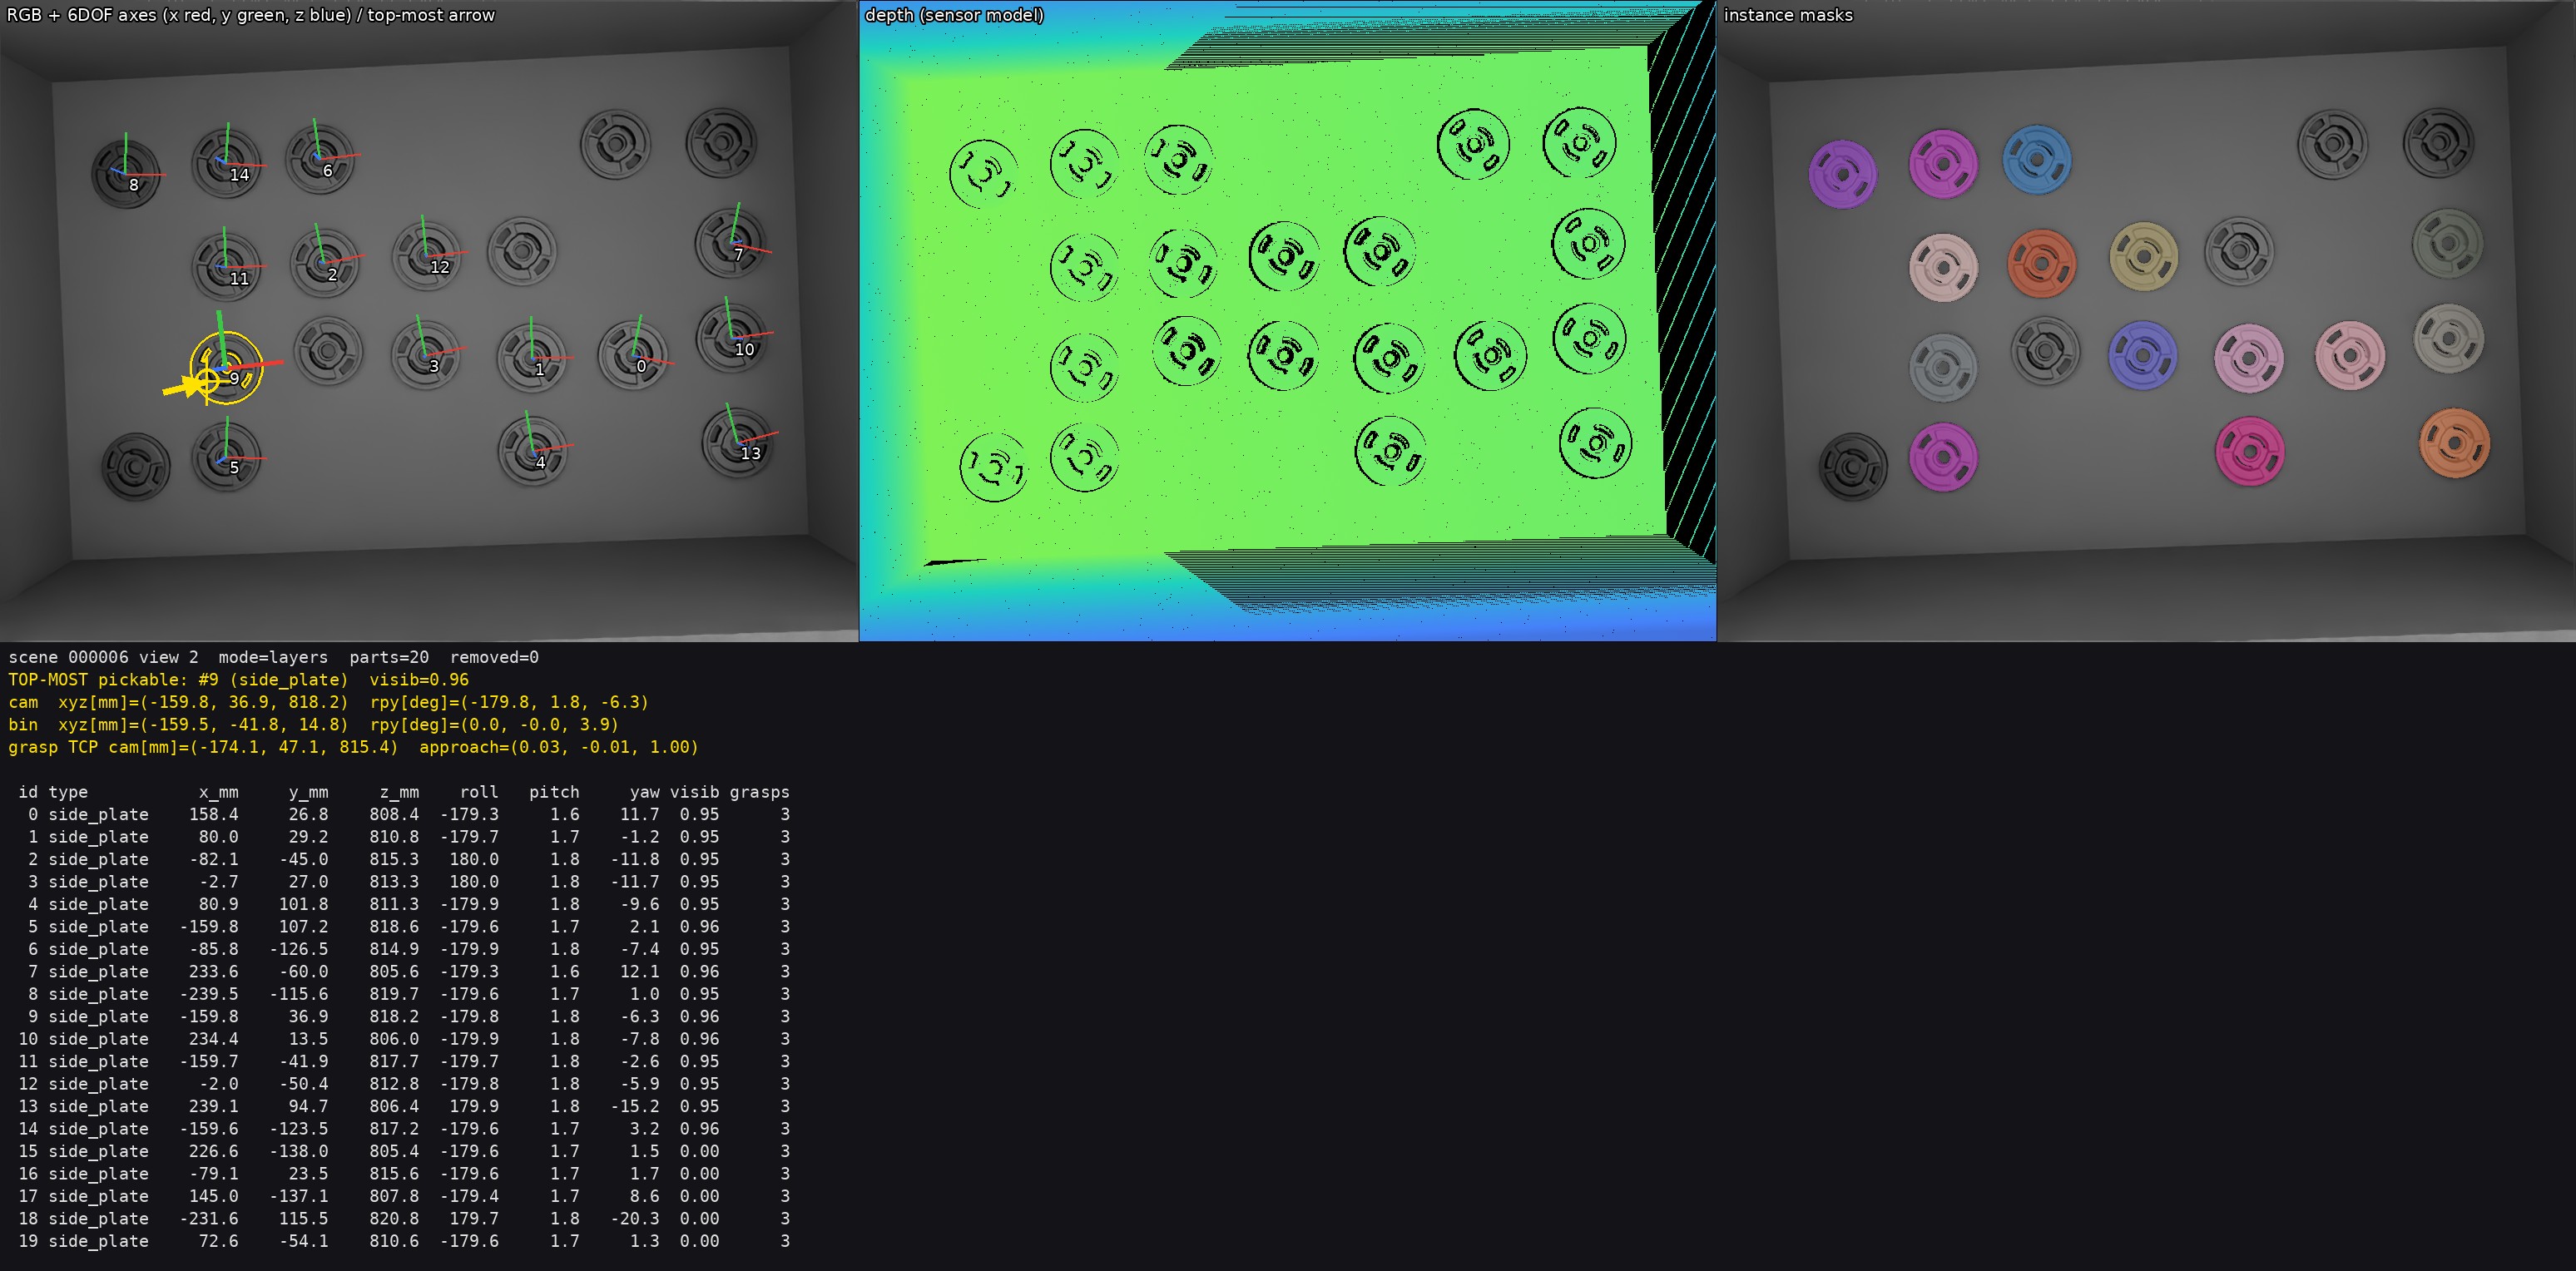 RGB + 6DOF axes (x red, y green, z blue) / top-most arrow
depth (sensor model)
instance masks
8
14
6
11
2
12
7
9
3
1
0
10
5
4
13
scene 000006 view 2  mode=layers  parts=20  removed=0
TOP-MOST pickable: #9 (side_plate)  visib=0.96
cam  xyz[mm]=(-159.8, 36.9, 818.2)  rpy[deg]=(-179.8, 1.8, -6.3)
bin  xyz[mm]=(-159.5, -41.8, 14.8)  rpy[deg]=(0.0, -0.0, 3.9)
grasp TCP cam[mm]=(-174.1, 47.1, 815.4)  approach=(0.03, -0.01, 1.00)
id type x_mm y_mm z_mm roll pitch yaw visib grasps
0 side_plate 158.4 26.8 808.4 -179.3 1.6 11.7 0.95 3
1 side_plate 80.0 29.2 810.8 -179.7 1.7 -1.2 0.95 3
2 side_plate -82.1 -45.0 815.3 180.0 1.8 -11.8 0.95 3
3 side_plate -2.7 27.0 813.3 180.0 1.8 -11.7 0.95 3
4 side_plate 80.9 101.8 811.3 -179.9 1.8 -9.6 0.95 3
5 side_plate -159.8 107.2 818.6 -179.6 1.7 2.1 0.96 3
6 side_plate -85.8 -126.5 814.9 -179.9 1.8 -7.4 0.95 3
7 side_plate 233.6 -60.0 805.6 -179.3 1.6 12.1 0.96 3
8 side_plate -239.5 -115.6 819.7 -179.6 1.7 1.0 0.95 3
9 side_plate -159.8 36.9 818.2 -179.8 1.8 -6.3 0.96 3
10 side_plate 234.4 13.5 806.0 -179.9 1.8 -7.8 0.96 3
11 side_plate -159.7 -41.9 817.7 -179.7 1.8 -2.6 0.95 3
12 side_plate -2.0 -50.4 812.8 -179.8 1.8 -5.9 0.95 3
13 side_plate 239.1 94.7 806.4 179.9 1.8 -15.2 0.95 3
14 side_plate -159.6 -123.5 817.2 -179.6 1.7 3.2 0.96 3
15 side_plate 226.6 -138.0 805.4 -179.6 1.7 1.5 0.00 3
16 side_plate -79.1 23.5 815.6 -179.6 1.7 1.7 0.00 3
17 side_plate 145.0 -137.1 807.8 -179.4 1.7 8.6 0.00 3
18 side_plate -231.6 115.5 820.8 179.7 1.8 -20.3 0.00 3
19 side_plate 72.6 -54.1 810.6 -179.6 1.7 1.3 0.00 3